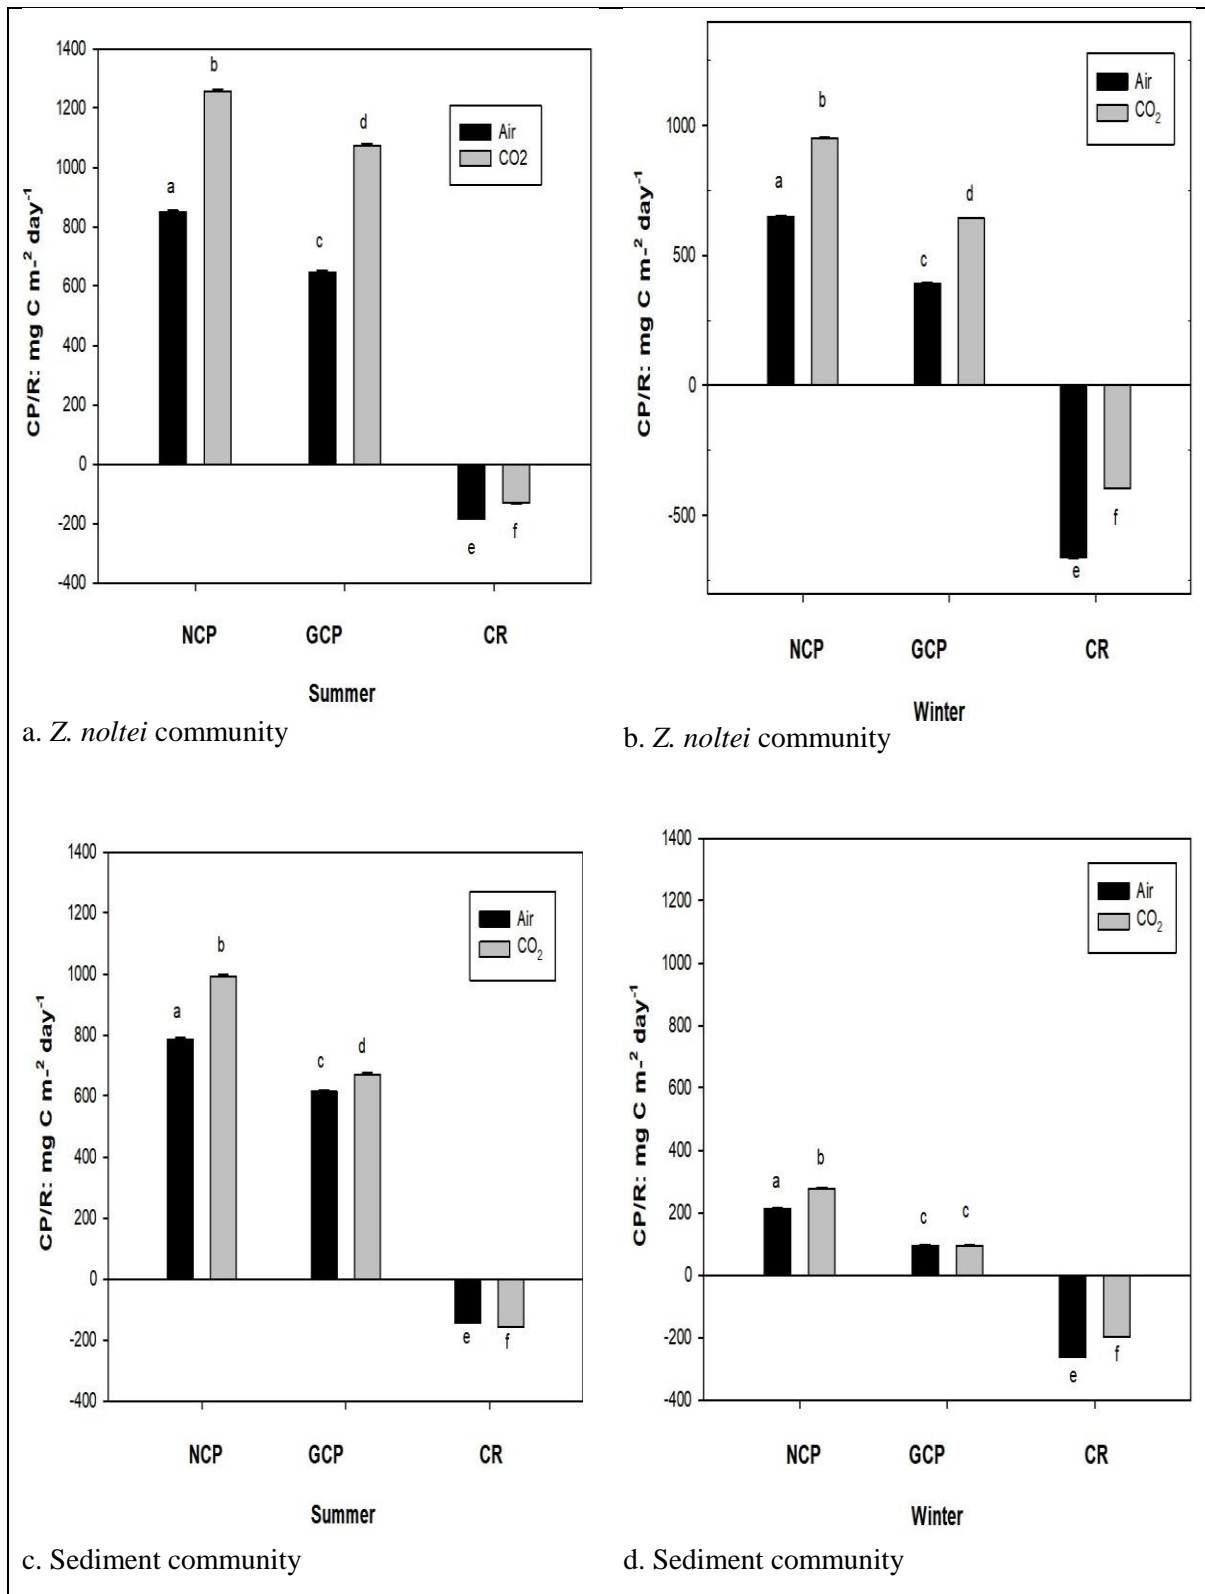 1400
1200
1000
800
600
400
200
0
-200
-400
CP/R: mg C m-² day⁻¹
Air
CO2
a
b
c
d
e
f
NCP GCP CR
Summer
a. Z. noltei community
1000
500
0
-500
CP/R: mg C m-² day⁻¹
Air
CO₂
a
b
c
d
e
f
NCP GCP CR
Winter
b. Z. noltei community
1400
1200
1000
800
600
400
200
0
-200
-400
CP/R: mg C m-² day⁻¹
Air
CO₂
a
b
c
d
e
f
NCP GCP CR
Summer
c. Sediment community
1400
1200
1000
800
600
400
200
0
-200
-400
CP/R: mg C m-² day⁻¹
Air
CO₂
a
b
c
c
e
f
NCP GCP CR
Winter
d. Sediment community